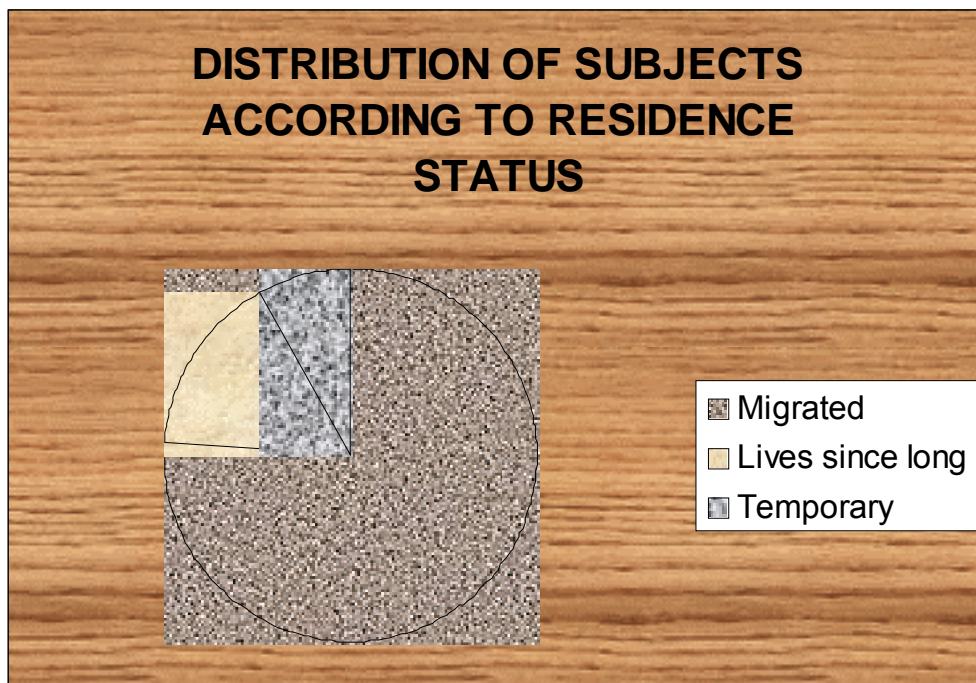 DISTRIBUTION OF SUBJECTS
ACCORDING TO RESIDENCE
STATUS
Migrated
Lives since long
Temporary